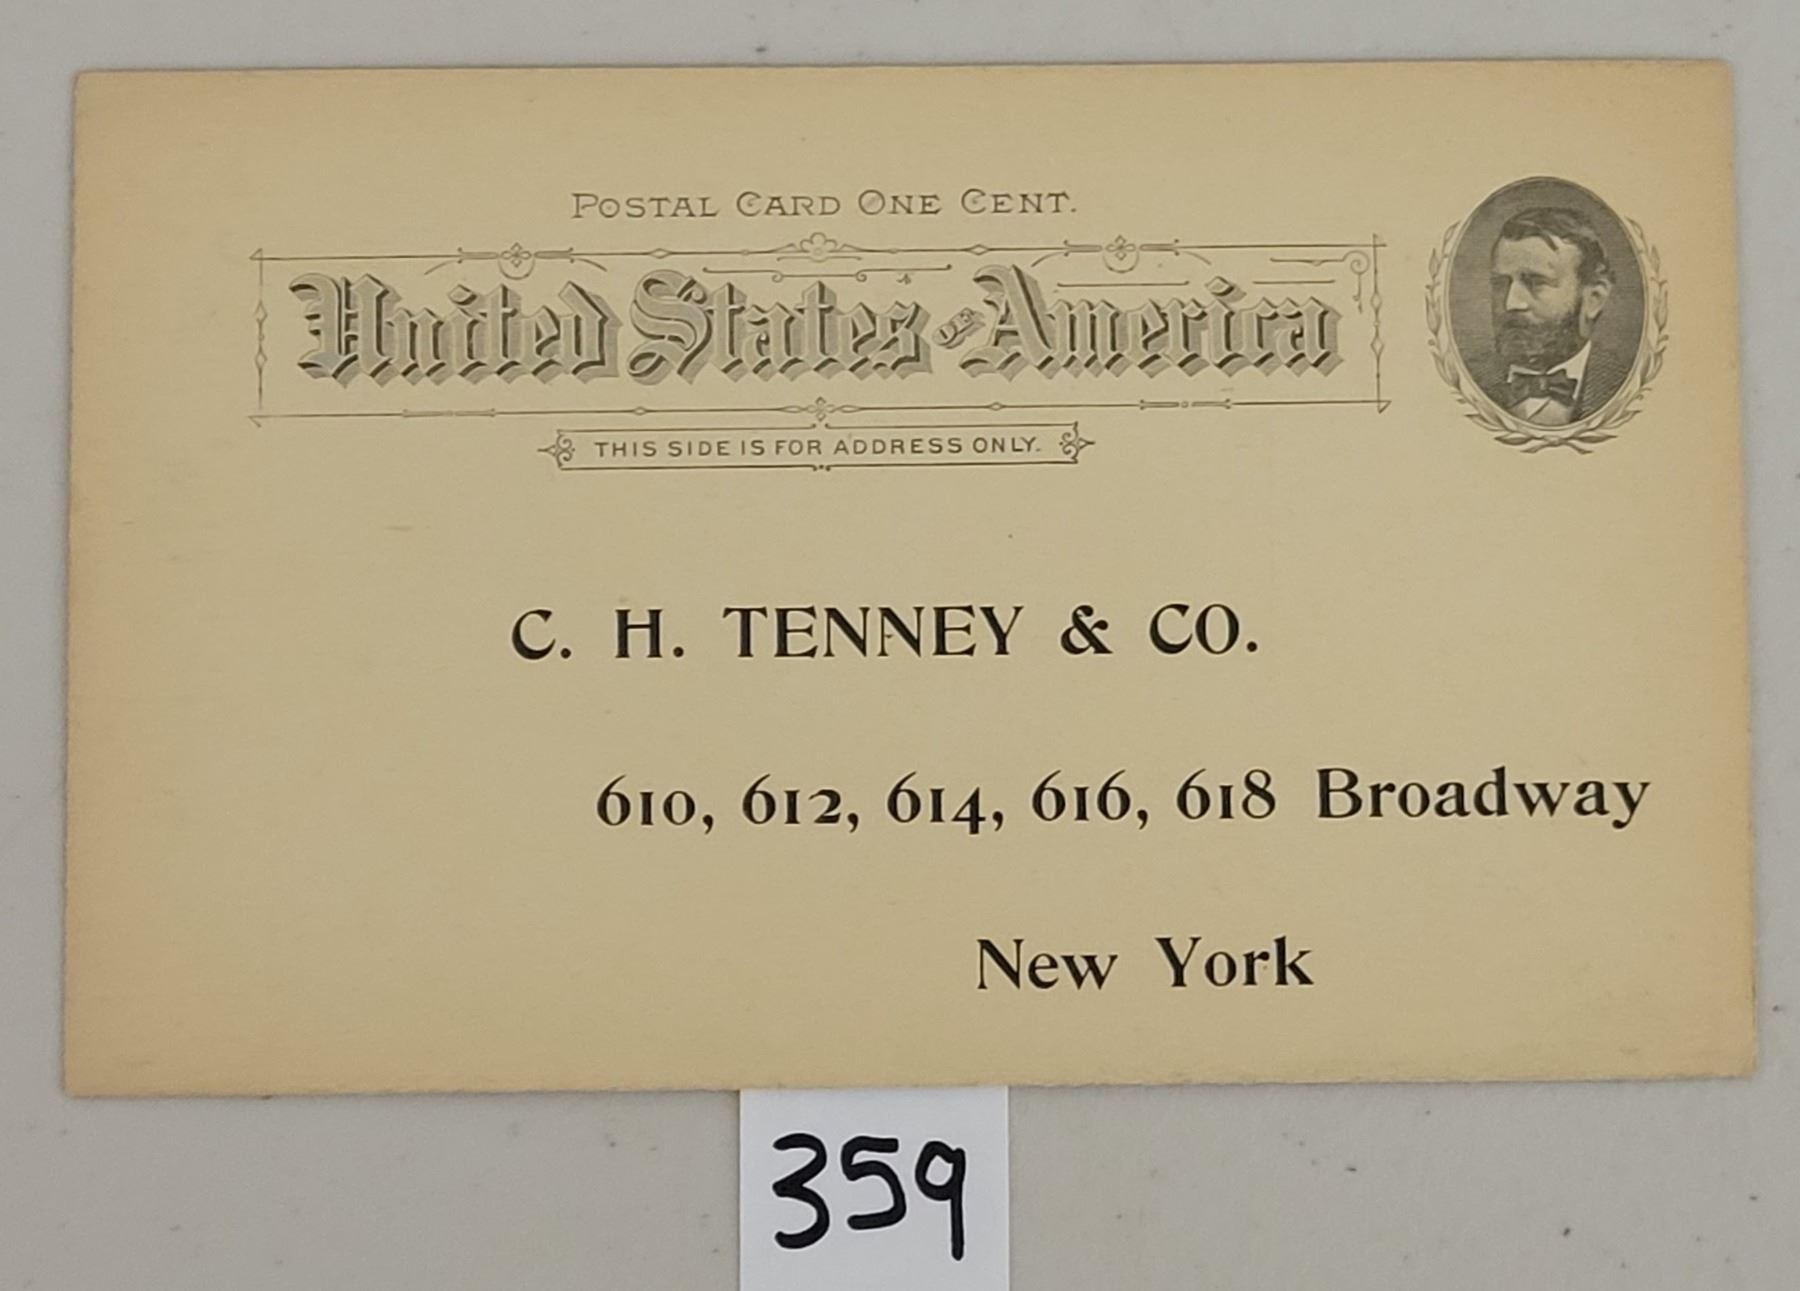 POSTAL CARD ONE CENT.
United States OF America
THIS SIDE IS FOR ADDRESS ONLY.
C. H. TENNEY & CO.
610, 612, 614, 616, 618 Broadway
New York
359